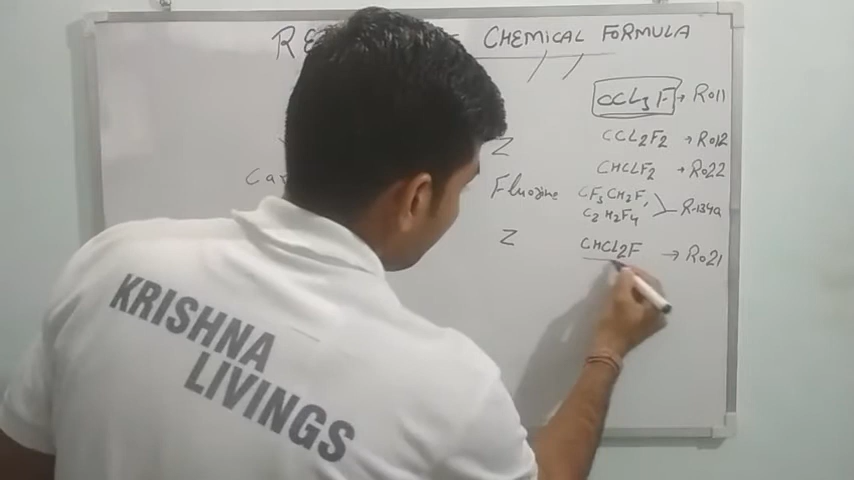 CHEMICAL FORMULA
CCL3F → R011
CCL2F2 → R012
Z
CHCLF2 → R022
Fluorine
CF3CH2F,
C2H2F4
R-134a
Z
CHCL2F → R021
KRISHNA
LIVINGS